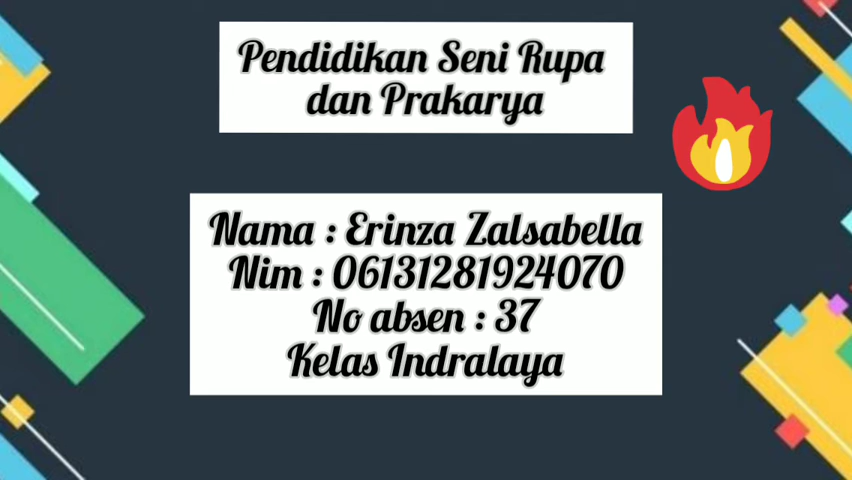 Pendidikan Seni Rupa
dan Prakarya
Nama : Erinza Zalsabella
Nim : 06131281924070
No absen : 37
Kelas Indralaya